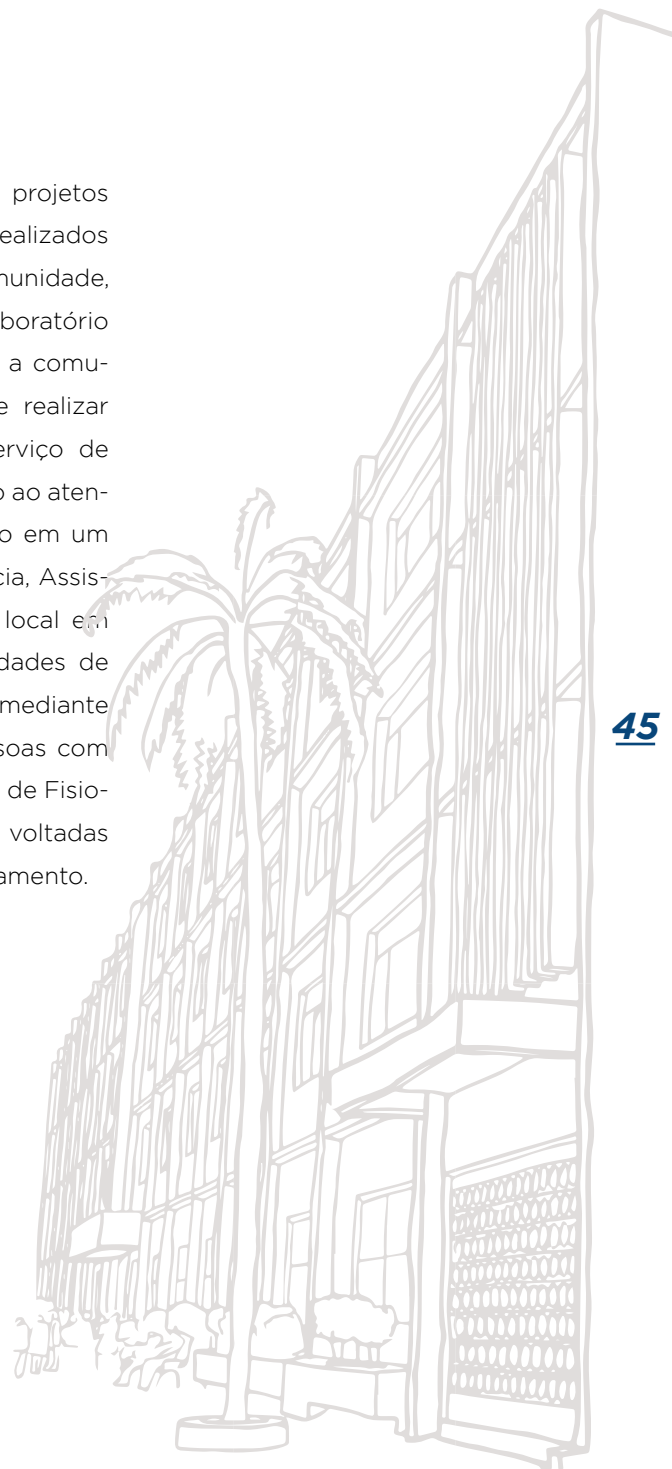 projetos
ealizados
munidade,
boratório
a comu-
e realizar
erviço de
o ao aten-
o em um
cia, Assis-
local em
dades de
mediante
soas com
de Fisio-
voltadas
amento.
45